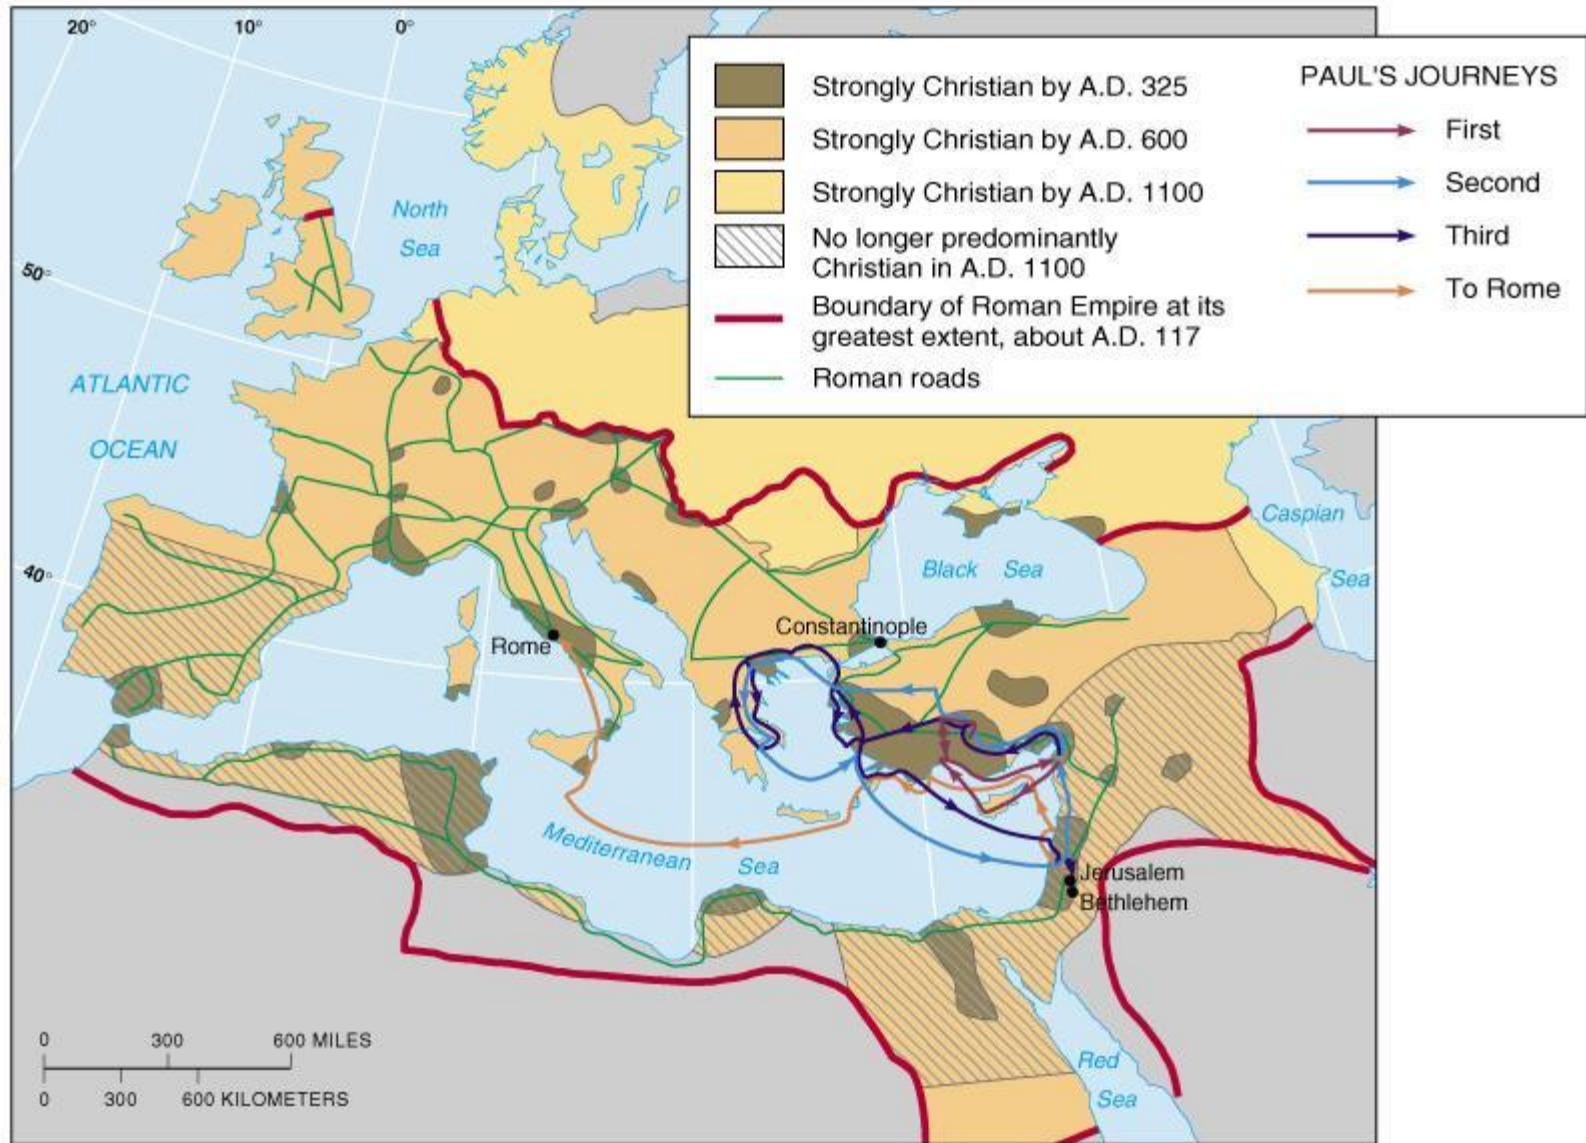 20°
10°
0°
50°
40°
North
Sea
ATLANTIC
OCEAN
Rome
Constantinople
Black Sea
Caspian
Sea
Mediterranean Sea
Jerusalem
Bethlehem
Red
Sea
0 300 600 MILES
0 300 600 KILOMETERS
Strongly Christian by A.D. 325
Strongly Christian by A.D. 600
Strongly Christian by A.D. 1100
No longer predominantly
Christian in A.D. 1100
Boundary of Roman Empire at its
greatest extent, about A.D. 117
Roman roads
PAUL'S JOURNEYS
First
Second
Third
To Rome